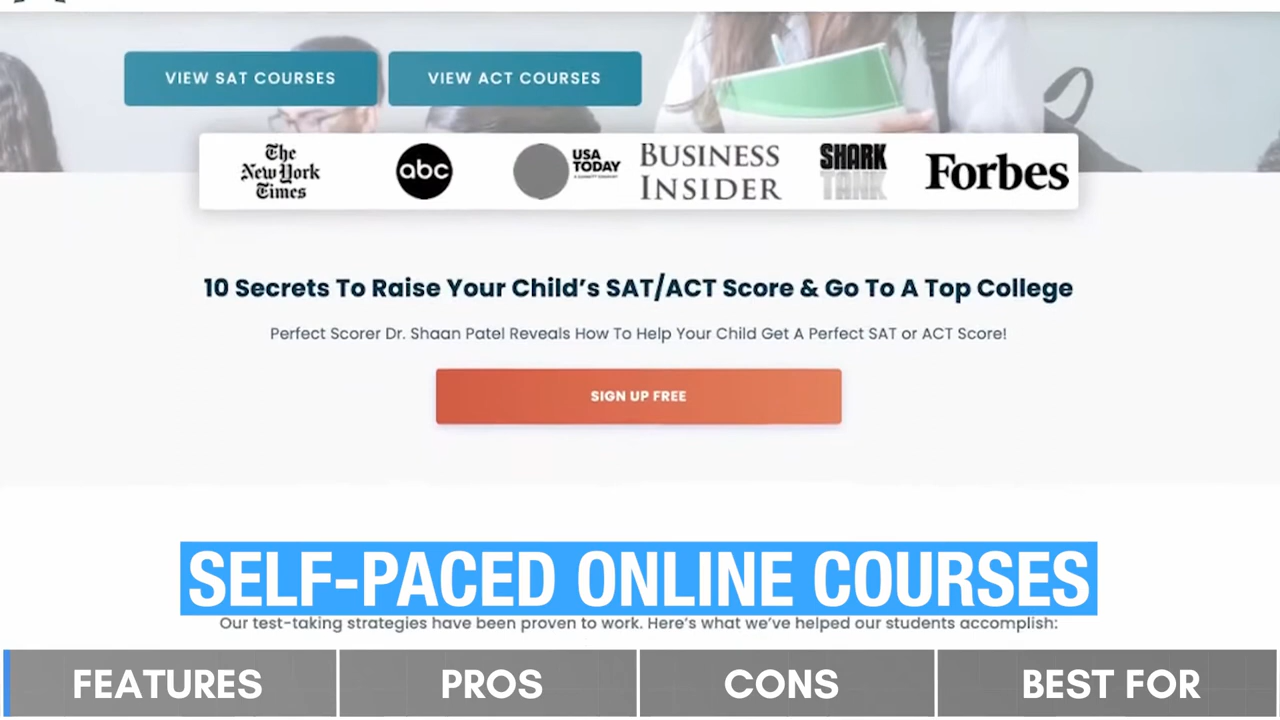 VIEW SAT COURSES VIEW ACT COURSES
The New York Times
abc
USA TODAY
A GANNETT COMPANY
BUSINESS INSIDER
SHARK TANK
Forbes
10 Secrets To Raise Your Child's SAT/ACT Score & Go To A Top College
Perfect Scorer Dr. Shaan Patel Reveals How To Help Your Child Get A Perfect SAT or ACT Score!
SIGN UP FREE
SELF-PACED ONLINE COURSES
Our test-taking strategies have been proven to work. Here's what we've helped our students accomplish:
FEATURES PROS CONS BEST FOR